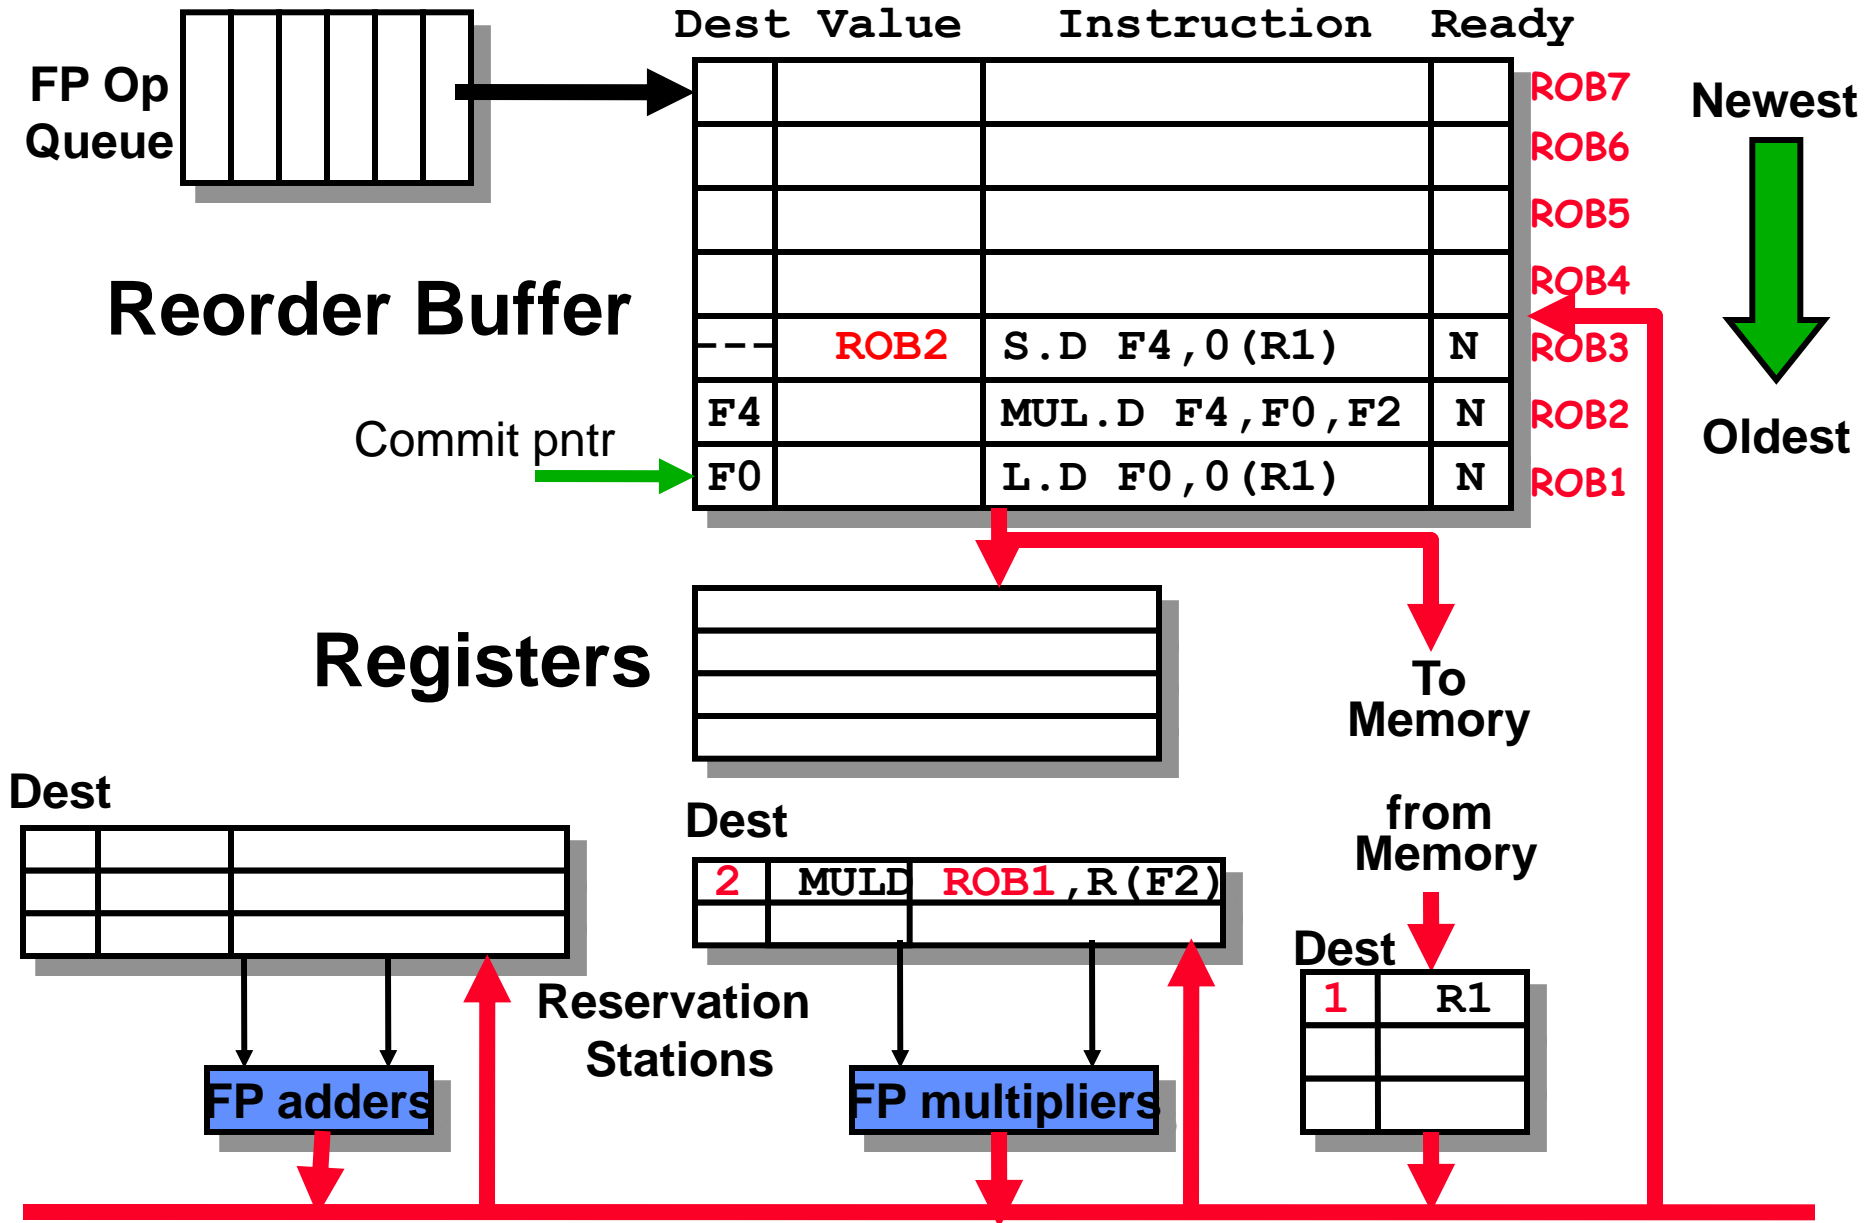 Dest Value Instruction Ready
FP Op
Queue
ROB7
Newest
ROB6
ROB5
Reorder Buffer
ROB4
--- ROB2 S.D F4,0(R1) N ROB3
F4 MUL.D F4,F0,F2 N ROB2
Oldest
Commit pntr
F0 L.D F0,0(R1) N ROB1
Registers
To
Memory
Dest
Dest
from
Memory
2 MULD ROB1,R(F2)
Dest
1 R1
Reservation
Stations
FP adders
FP multipliers